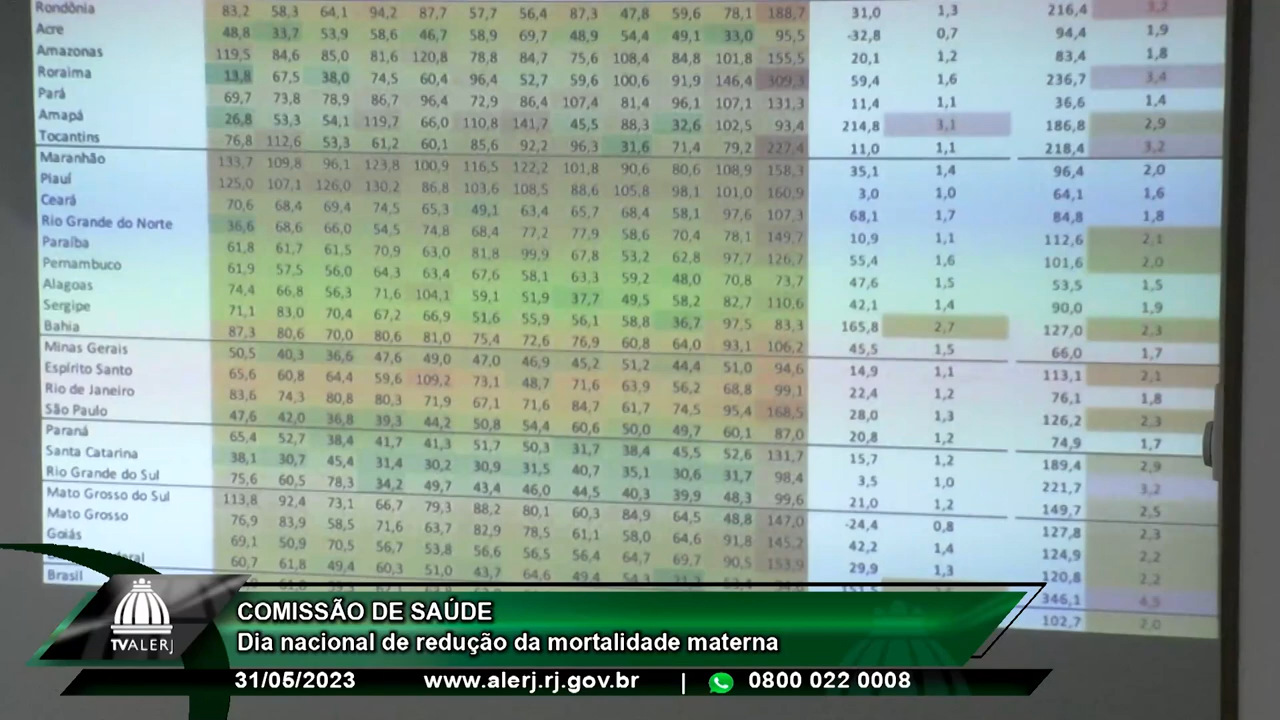 Rondônia 83,2 58,3 64,1 94,2 87,7 57,7 56,4 87,3 47,8 59,6 78,1 188,7 31,0 1,3 216,4 3,2
Acre 48,8 33,7 53,9 58,6 46,7 58,9 69,7 48,9 54,4 49,1 33,0 95,5 -32,8 0,7 94,4 1,9
Amazonas 119,5 84,6 85,0 81,6 120,8 78,8 84,7 75,6 108,4 84,8 101,8 155,5 20,1 1,2 83,4 1,8
Roraima 13,8 67,5 38,0 74,5 60,4 96,4 52,7 59,6 100,6 91,9 146,4 309,3 59,4 1,6 236,7 3,4
Pará 69,7 73,8 78,9 86,7 96,4 72,9 86,4 107,4 81,4 96,1 107,1 131,3 11,4 1,1 36,6 1,4
Amapá 26,8 53,3 54,1 119,7 66,0 110,8 141,7 45,5 88,3 32,6 102,5 93,4 214,8 3,1 186,8 2,9
Tocantins 76,8 112,6 53,3 61,2 60,1 85,6 92,2 96,3 31,6 71,4 79,2 227,4 11,0 1,1 218,4 3,2
Maranhão 133,7 109,8 96,1 123,8 100,9 116,5 122,2 101,8 90,6 80,6 108,9 158,3 35,1 1,4 96,4 2,0
Piauí 125,0 107,1 126,0 130,2 86,8 103,6 108,5 88,6 105,8 98,1 101,0 160,9 3,0 1,0 64,1 1,6
Ceará 70,6 68,4 69,4 74,5 65,3 49,1 63,4 65,7 68,4 58,1 97,6 107,3 68,1 1,7 84,8 1,8
Rio Grande do Norte 36,6 68,6 66,0 54,5 74,8 68,4 77,2 77,9 58,6 70,4 78,1 149,7 10,9 1,1 112,6 2,1
Paraíba 61,8 61,7 61,5 70,9 63,0 81,8 99,9 67,8 53,2 62,8 97,7 126,7 55,4 1,6 101,6 2,0
Pernambuco 61,9 57,5 56,0 64,3 63,4 67,6 58,1 63,3 59,2 48,0 70,8 73,7 47,6 1,5 53,5 1,5
Alagoas 74,4 66,8 56,3 71,6 104,1 59,1 51,9 37,7 49,5 58,2 82,7 110,6 42,1 1,4 90,0 1,9
Sergipe 71,1 83,0 70,4 67,2 66,9 51,6 55,9 56,1 58,8 36,7 97,5 83,3 165,8 2,7 127,0 2,3
Bahia 87,3 80,6 70,0 80,6 81,0 75,4 72,6 76,9 60,8 64,0 93,1 106,2 45,5 1,5 66,0 1,7
Minas Gerais 50,5 40,3 36,6 47,6 49,0 47,0 46,9 45,2 51,2 44,4 51,0 94,6 14,9 1,1 113,1 2,1
Espírito Santo 65,6 60,8 64,4 59,6 109,2 73,1 48,7 71,6 63,9 56,2 68,8 99,1 22,4 1,2 76,1 1,8
Rio de Janeiro 83,6 74,3 80,8 80,3 71,9 67,1 71,6 84,7 61,7 74,5 95,4 168,5 28,0 1,3 126,2 2,3
São Paulo 47,6 42,0 36,8 39,3 44,2 50,8 54,4 60,6 50,0 49,7 60,1 87,0 20,8 1,2 74,9 1,7
Paraná 65,4 52,7 38,4 41,7 41,3 51,7 50,3 31,7 38,4 45,5 52,6 131,7 15,7 1,2 189,4 2,9
Santa Catarina 38,1 30,7 45,4 31,4 30,2 30,9 31,5 40,7 35,1 30,6 31,7 98,4 3,5 1,0 221,7 3,2
Rio Grande do Sul 75,6 60,5 78,3 34,2 49,7 43,4 46,0 44,5 40,3 39,9 48,3 99,6 21,0 1,2 149,7 2,5
Mato Grosso do Sul 113,8 92,4 73,1 66,7 79,3 88,2 80,1 60,3 84,9 64,5 48,8 147,0 -24,4 0,8 127,8 2,3
Mato Grosso 76,9 83,9 58,5 71,6 63,7 82,9 78,5 61,1 58,0 64,6 91,8 145,2 42,2 1,4 124,9 2,2
Goiás 69,1 50,9 70,5 56,7 53,8 56,6 56,5 56,4 64,7 69,7 90,5 153,9 29,9 1,3 120,8 2,2
60,7 61,8 49,4 60,3 51,0 43,7 64,6 49,4 346,1 4,5
Brasil 102,7 2,0
TVALERJ
COMISSÃO DE SAÚDE
Dia nacional de redução da mortalidade materna
31/05/2023 www.alerj.rj.gov.br | 0800 022 0008